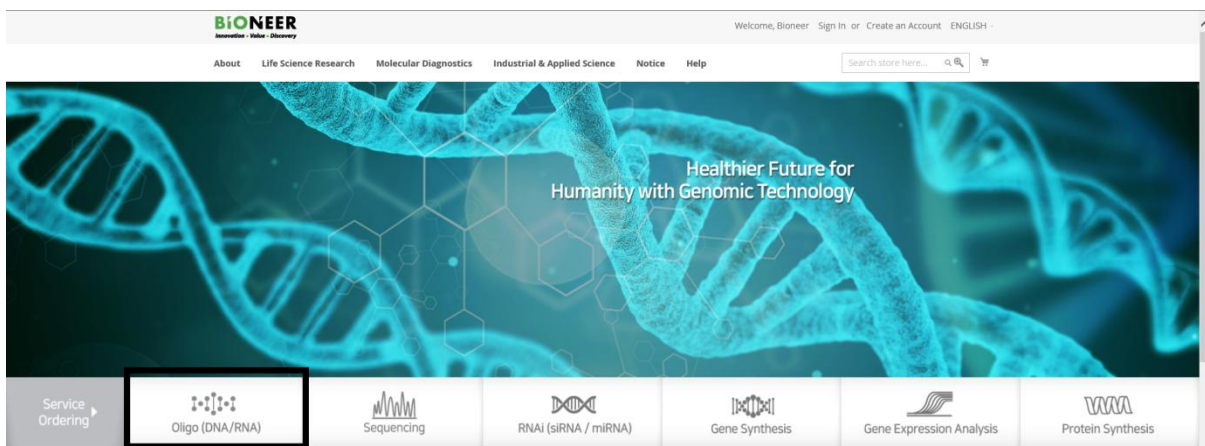 BiONEER
Innovation • Value • Discovery
Welcome, Bioneer Sign In or Create an Account ENGLISH
About Life Science Research Molecular Diagnostics Industrial & Applied Science Notice Help
Search store here...
Healthier Future for
Humanity with Genomic Technology
Service
Ordering
Oligo (DNA/RNA)
Sequencing
RNAi (siRNA / miRNA)
Gene Synthesis
Gene Expression Analysis
Protein Synthesis